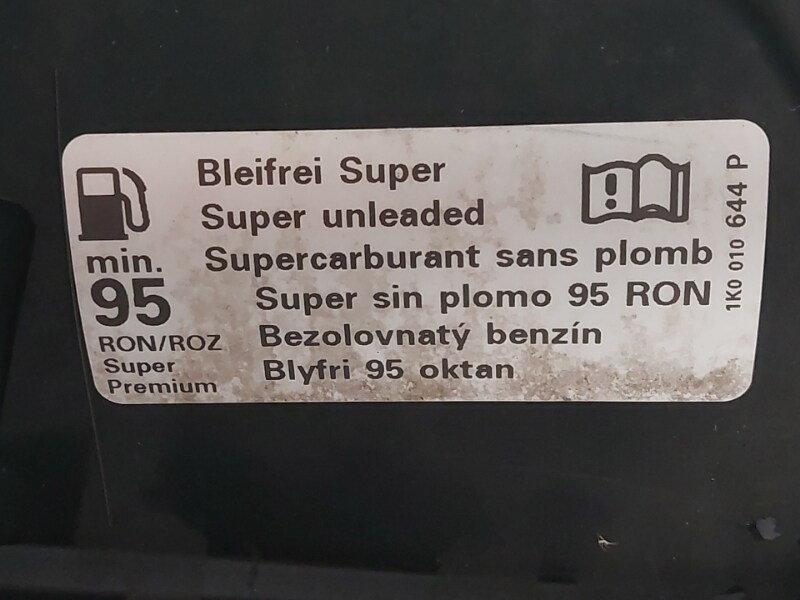 Bleifrei Super
Super unleaded
Supercarburant sans plomb
Super sin plomo 95 RON
Bezolovnatý benzín
Blyfri 95 oktan
min.
95
RON/ROZ
Super
Premium
1K0 010 644 P